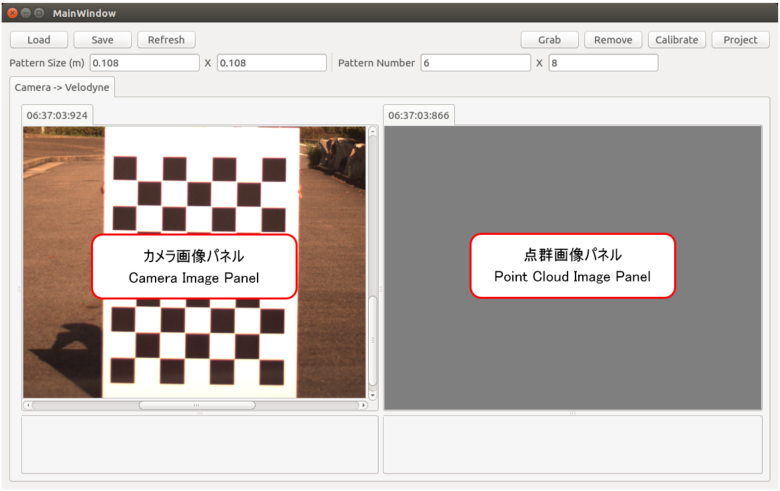 MainWindow
Load Save Refresh Grab Remove Calibrate Project
Pattern Size (m) 0.108 X 0.108 Pattern Number 6 X 8
Camera -> Velodyne
06:37:03:924 06:37:03:866
カメラ画像パネル
Camera Image Panel
点群画像パネル
Point Cloud Image Panel